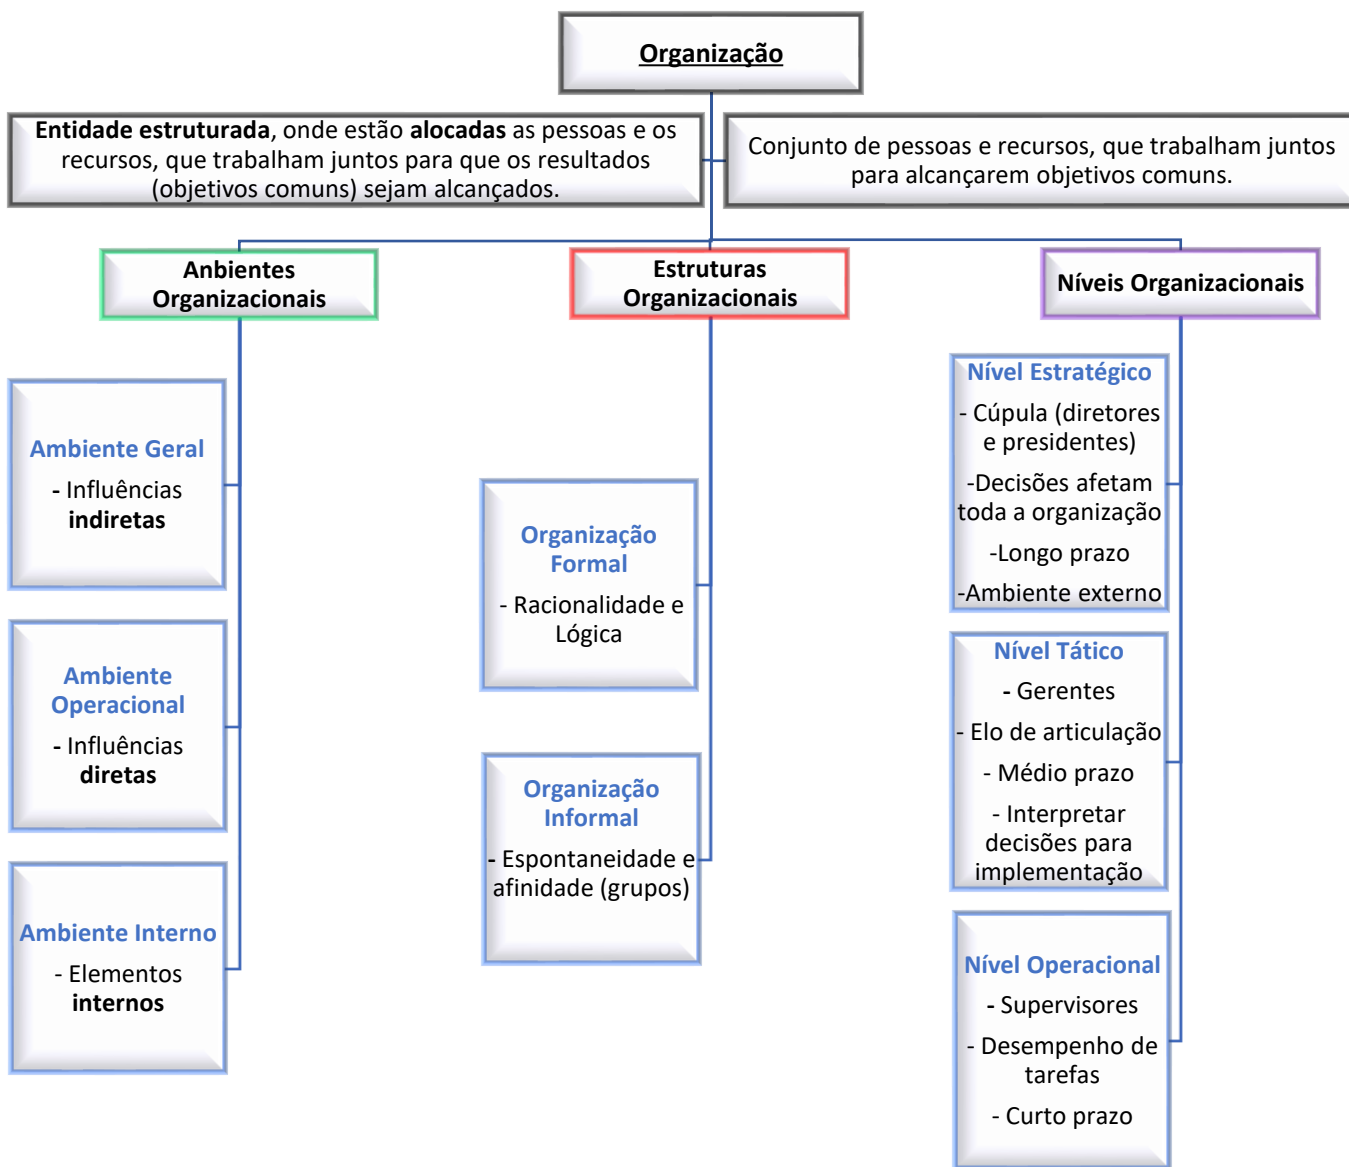 Organização
Entidade estruturada, onde estão alocadas as pessoas e os
recursos, que trabalham juntos para que os resultados
(objetivos comuns) sejam alcançados.
Conjunto de pessoas e recursos, que trabalham juntos
para alcançarem objetivos comuns.
Anbientes
Organizacionais
Ambiente Geral
- Influências
indiretas
Ambiente
Operacional
- Influências
diretas
Ambiente Interno
- Elementos
internos
Estruturas
Organizacionais
Organização
Formal
- Racionalidade e
Lógica
Organização
Informal
- Espontaneidade e
afinidade (grupos)
Níveis Organizacionais
Nível Estratégico
- Cúpula (diretores
e presidentes)
-Decisões afetam
toda a organização
-Longo prazo
-Ambiente externo
Nível Tático
- Gerentes
- Elo de articulação
- Médio prazo
- Interpretar
decisões para
implementação
Nível Operacional
- Supervisores
- Desempenho de
tarefas
- Curto prazo